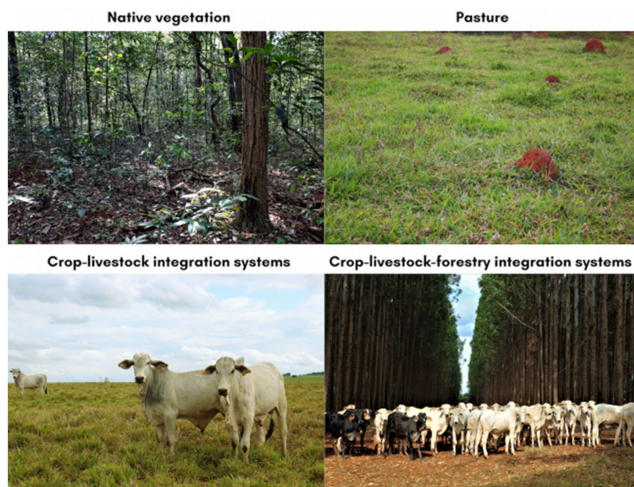 Native vegetation
Pasture
Crop-livestock integration systems
Crop-livestock-forestry integration systems